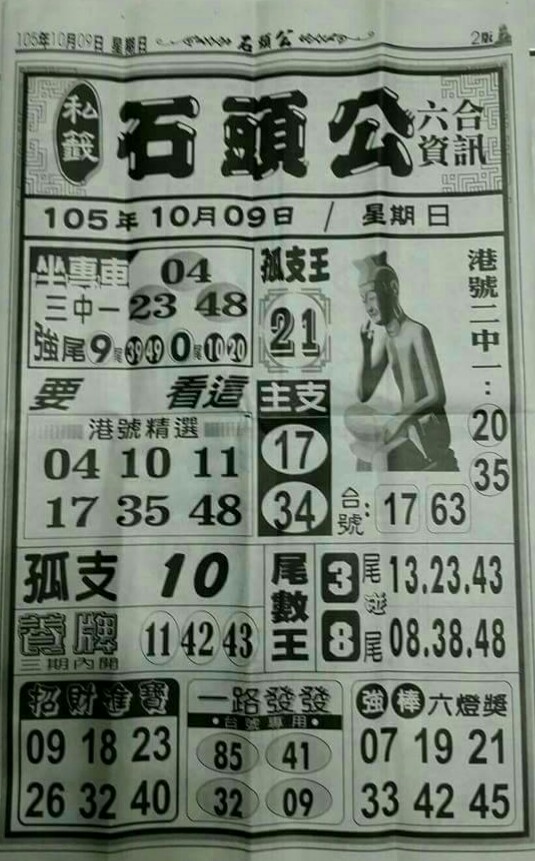 105年10月09日 星期日 石頭公 2版
私籤 石頭公 六合資訊
105年10月09日 / 星期日
坐專車 04
三中一 23 48
強尾9尾 39 49 0尾 10 20
孤支王
21
港號二中一:
20
35
要 看這
港號精選
04 10 11
17 35 48
主支
17
34
台號: 17 63
孤支 10
養牌 11 42 43
三期內開
尾數王
3尾 13.23.43
8尾 08.38.48
招財進寶
09 18 23
26 32 40
一路發發
•台號專用•
85 41
32 09
強棒六燈獎
07 19 21
33 42 45